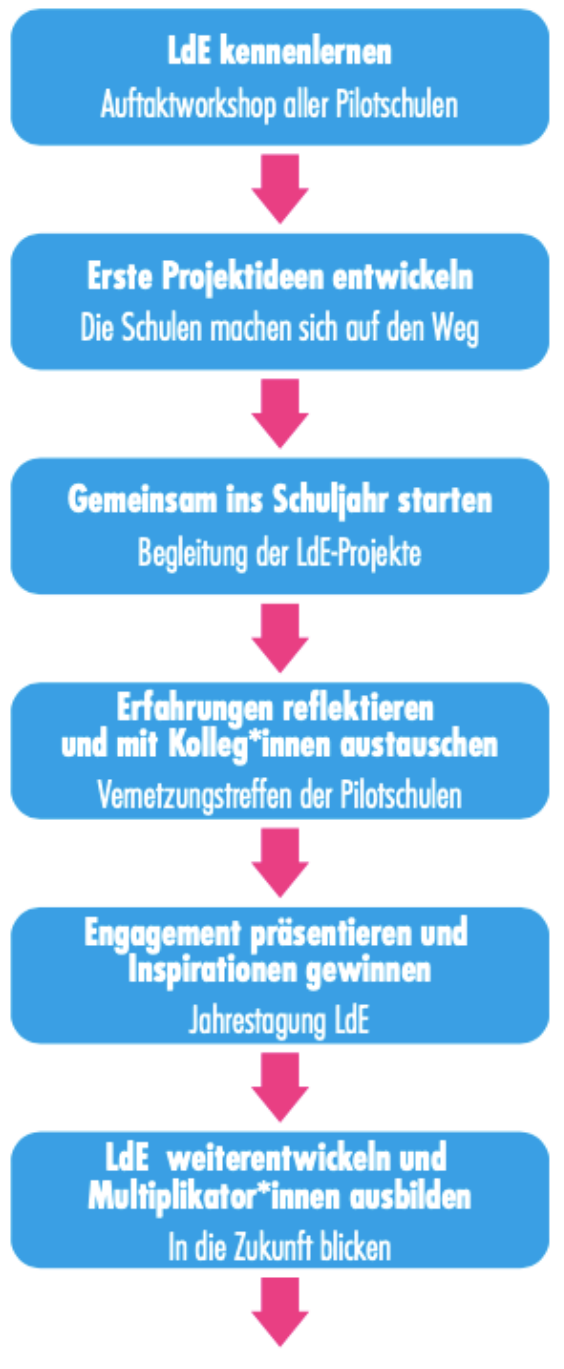 LdE kennenlernen
Auftaktworkshop aller Pilotschulen
Erste Projektideen entwickeln
Die Schulen machen sich auf den Weg
Gemeinsam ins Schuljahr starten
Begleitung der LdE-Projekte
Erfahrungen reflektieren
und mit Kolleg*innen austauschen
Vernetzungstreffen der Pilotschulen
Engagement präsentieren und
Inspirationen gewinnen
Jahrestagung LdE
LdE weiterentwickeln und
Multiplikator*innen ausbilden
In die Zukunft blicken